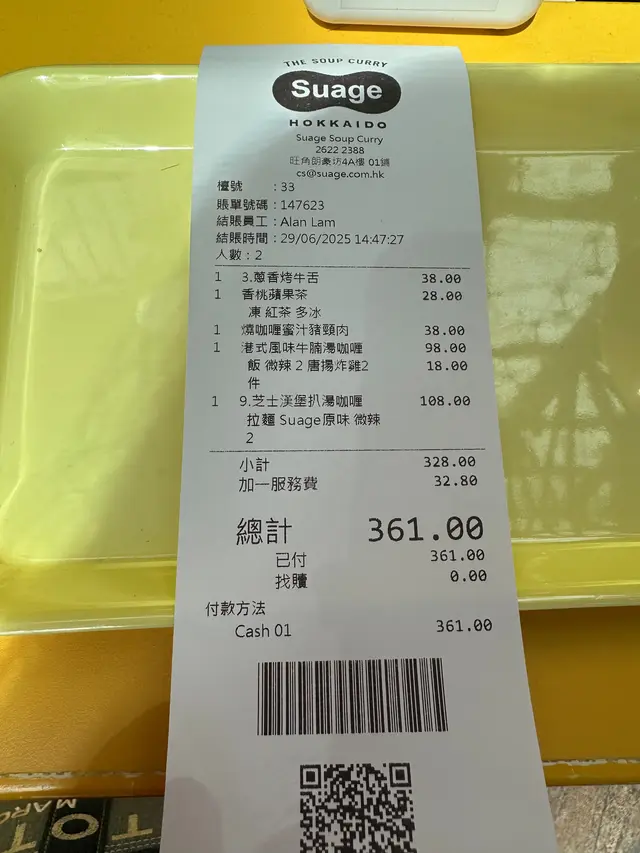 THE SOUP CURRY
Suage
HOKKAIDO
Suage Soup Curry
2622 2388
旺角朗豪坊4A樓 01舖
cs@suage.com.hk
檯號 : 33
賬單號碼 : 147623
結賬員工 : Alan Lam
結賬時間 : 29/06/2025 14:47:27
人數 : 2
1 3.蔥香烤牛舌 38.00
1 香桃蘋果茶 28.00
凍 紅茶 多冰
1 燒咖喱蜜汁豬頸肉 38.00
1 港式風味牛腩湯咖喱 98.00
飯 微辣 2 唐揚炸雞2 18.00
件
1 9.芝士漢堡扒湯咖喱 108.00
拉麵 Suage原味 微辣
2
小計 328.00
加一服務費 32.80
總計 361.00
已付 361.00
找贖 0.00
付款方法
Cash 01 361.00
TOT
MARC